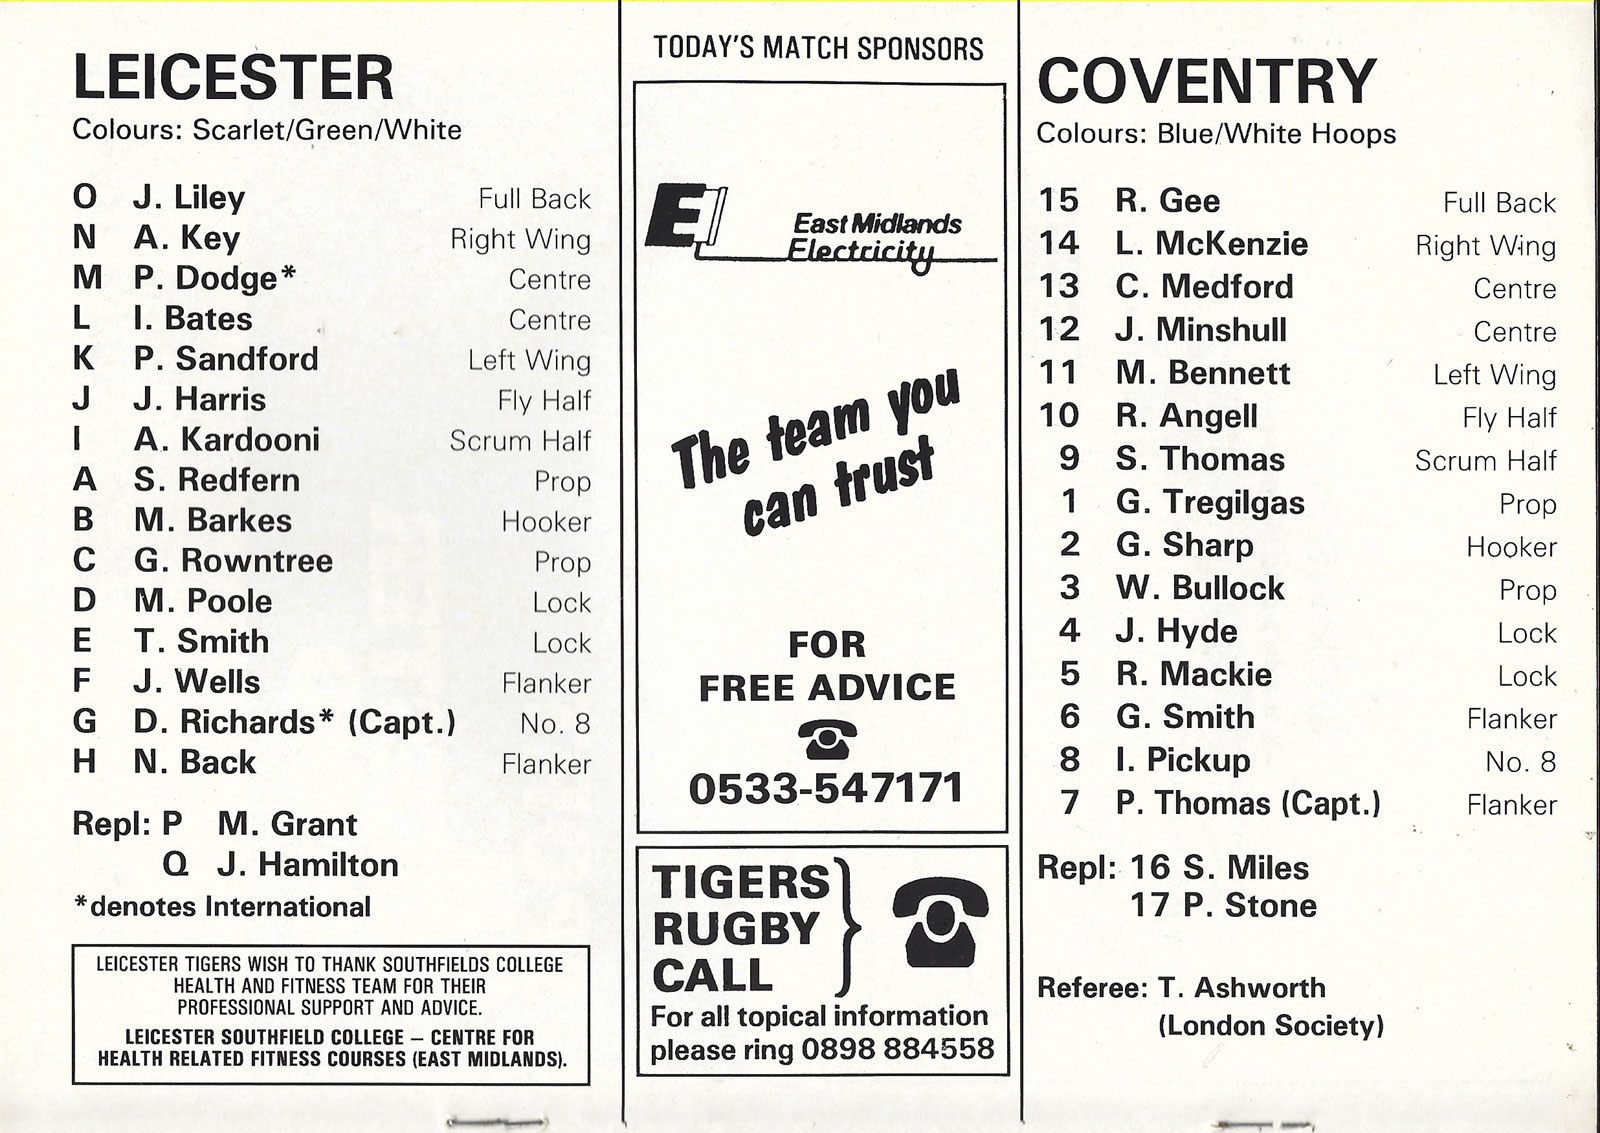 LEICESTER
Colours: Scarlet/Green/White
O J. Liley Full Back
N A. Key Right Wing
M P. Dodge* Centre
L I. Bates Centre
K P. Sandford Left Wing
J J. Harris Fly Half
I A. Kardooni Scrum Half
A S. Redfern Prop
B M. Barkes Hooker
C G. Rowntree Prop
D M. Poole Lock
E T. Smith Lock
F J. Wells Flanker
G D. Richards* (Capt.) No. 8
H N. Back Flanker
Repl: P M. Grant
Q J. Hamilton
*denotes International
LEICESTER TIGERS WISH TO THANK SOUTHFIELDS COLLEGE
HEALTH AND FITNESS TEAM FOR THEIR
PROFESSIONAL SUPPORT AND ADVICE.
LEICESTER SOUTHFIELD COLLEGE – CENTRE FOR
HEALTH RELATED FITNESS COURSES (EAST MIDLANDS).
TODAY'S MATCH SPONSORS
E
East Midlands
Electricity
The team you
can trust
FOR
FREE ADVICE
0533-547171
TIGERS
RUGBY
CALL
For all topical information
please ring 0898 884558
COVENTRY
Colours: Blue/White Hoops
15 R. Gee Full Back
14 L. McKenzie Right Wing
13 C. Medford Centre
12 J. Minshull Centre
11 M. Bennett Left Wing
10 R. Angell Fly Half
9 S. Thomas Scrum Half
1 G. Tregilgas Prop
2 G. Sharp Hooker
3 W. Bullock Prop
4 J. Hyde Lock
5 R. Mackie Lock
6 G. Smith Flanker
8 I. Pickup No. 8
7 P. Thomas (Capt.) Flanker
Repl: 16 S. Miles
17 P. Stone
Referee: T. Ashworth
(London Society)